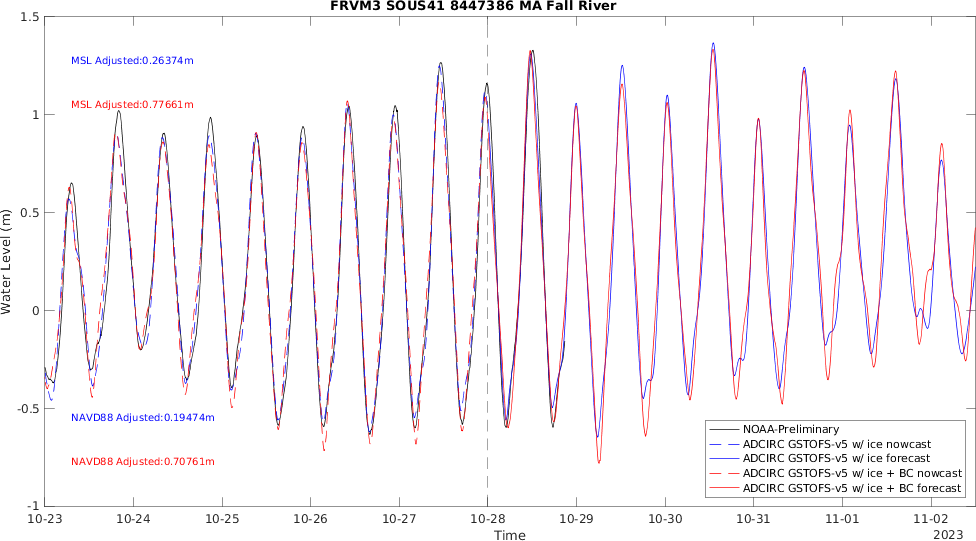 FRVM3 SOUS41 8447386 MA Fall River
1.5
1
0.5
0
-0.5
-1
Water Level (m)
MSL Adjusted:0.26374m
MSL Adjusted:0.77661m
NAVD88 Adjusted:0.19474m
NAVD88 Adjusted:0.70761m
NOAA-Preliminary
ADCIRC GSTOFS-v5 w/ ice nowcast
ADCIRC GSTOFS-v5 w/ ice forecast
ADCIRC GSTOFS-v5 w/ ice + BC nowcast
ADCIRC GSTOFS-v5 w/ ice + BC forecast
10-23 10-24 10-25 10-26 10-27 10-28 10-29 10-30 10-31 11-01 11-02
2023
Time